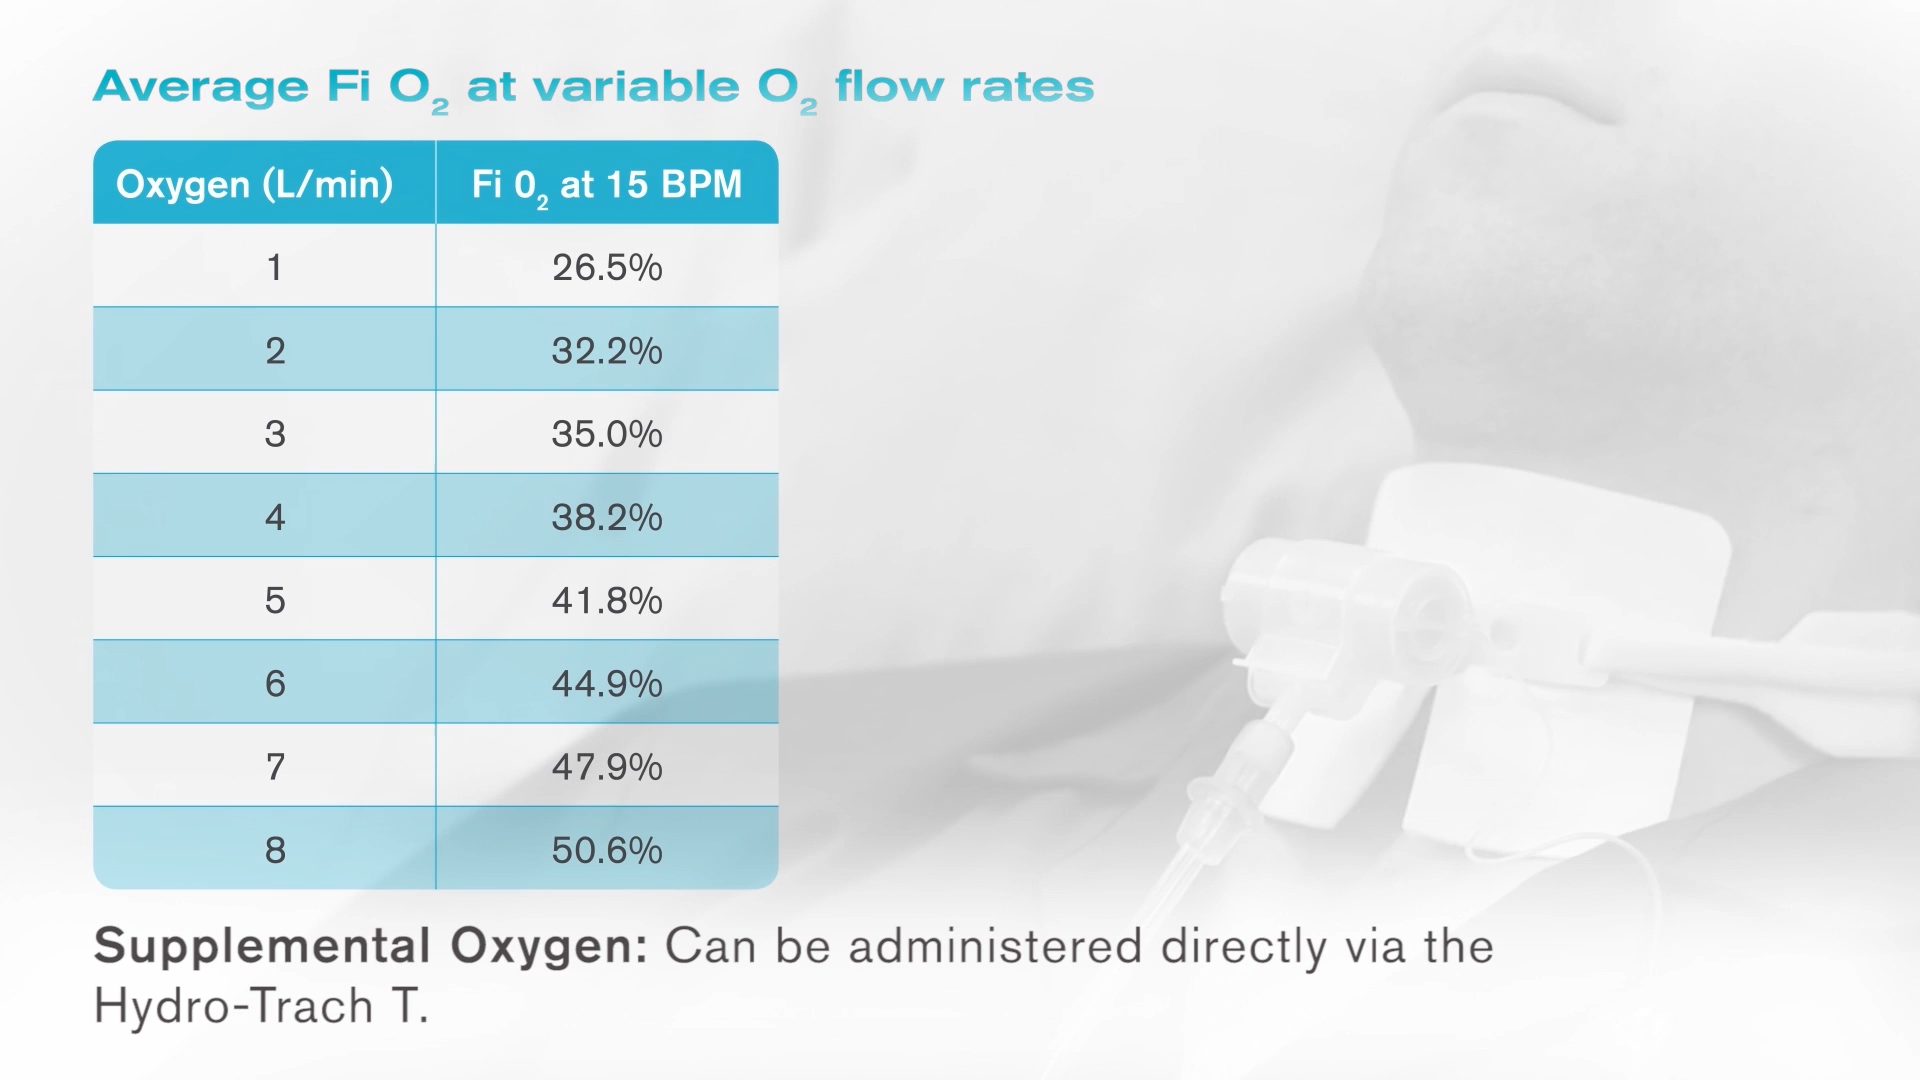 Average Fi O₂ at variable O₂ flow rates
Oxygen (L/min) Fi 0₂ at 15 BPM
1 26.5%
2 32.2%
3 35.0%
4 38.2%
5 41.8%
6 44.9%
7 47.9%
8 50.6%
Supplemental Oxygen: Can be administered directly via the
Hydro-Trach T.